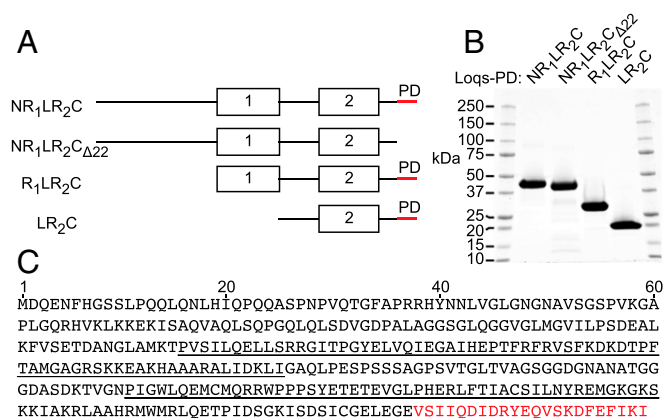 A
B
Loqs-PD: NR1LR2C NR1LR2CΔ22 R1LR2C LR2C
NR1LR2C 1 2 PD
NR1LR2CΔ22 1 2
R1LR2C 1 2 PD
LR2C 2 PD
kDa
250
150
100
75
50
37
25
20
15
10
C
1 20 40 60
MDQENFHGSSLPQQLQNLHIQPQQASPNPVQTGFAPRRHYNNLVGLGNGNAVSGSPVKGA
PLGQRHVKLKKEKISAQVAQLSQPGQLQLSDVGDPALAGGSGLQGGVGLMGVILPSDEAL
KFVSETDANGLAMKTPVSILQELLSRRGITPGYELVQIEGAIHEPTFRFRVSFKDKDTPF
TAMGAGRSKKEAKHAAARALIDKLIGAQLPESPSSSAGPSVTGLTVAGSGGDGNANATGG
GDASDKTVGNPIGWLQEMCMQRRWPPPSYETETEVGLPHERLFTIACSILNYREMGKGKS
KKIAKRLAAHRMWMRLQETPIDSGKISDSICGELEGEVSIIQDIDRYEQVSKDFEFIKI